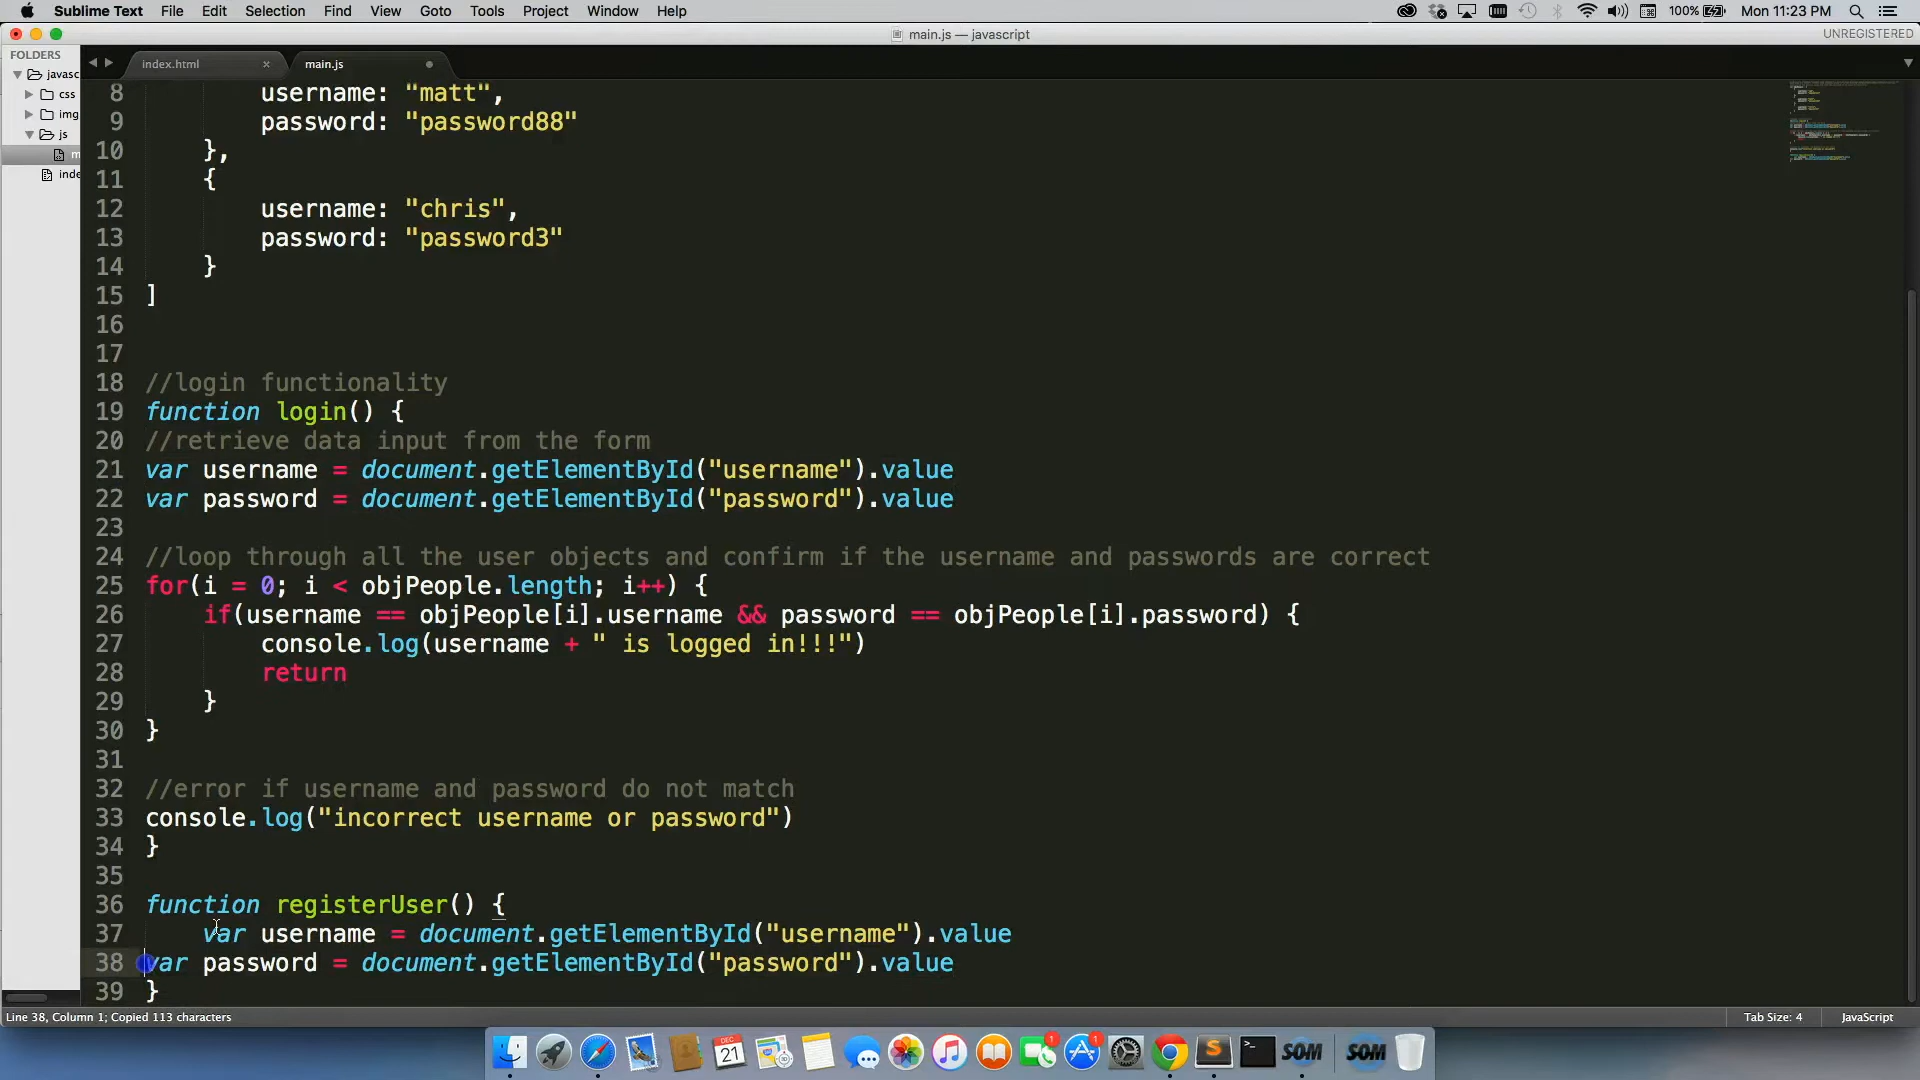 Sublime Text File Edit Selection Find View Goto Tools Project Window Help 100% Mon 11:23 PM
main.js — javascript UNREGISTERED
FOLDERS
javasc
css
img
js
m
inde
index.html × main.js
8 username: "matt",
9 password: "password88"
10 },
11 {
12 username: "chris",
13 password: "password3"
14 }
15 ]
16
17
18 //login functionality
19 function login() {
20 //retrieve data input from the form
21 var username = document.getElementById("username").value
22 var password = document.getElementById("password").value
23
24 //loop through all the user objects and confirm if the username and passwords are correct
25 for(i = 0; i < objPeople.length; i++) {
26 if(username == objPeople[i].username && password == objPeople[i].password) {
27 console.log(username + " is logged in!!!")
28 return
29 }
30 }
31
32 //error if username and password do not match
33 console.log("incorrect username or password")
34 }
35
36 function registerUser() {
37 var username = document.getElementById("username").value
38 var password = document.getElementById("password").value
39 }
Line 38, Column 1; Copied 113 characters Tab Size: 4 JavaScript
DEC
21
1
1
SOM
SOM